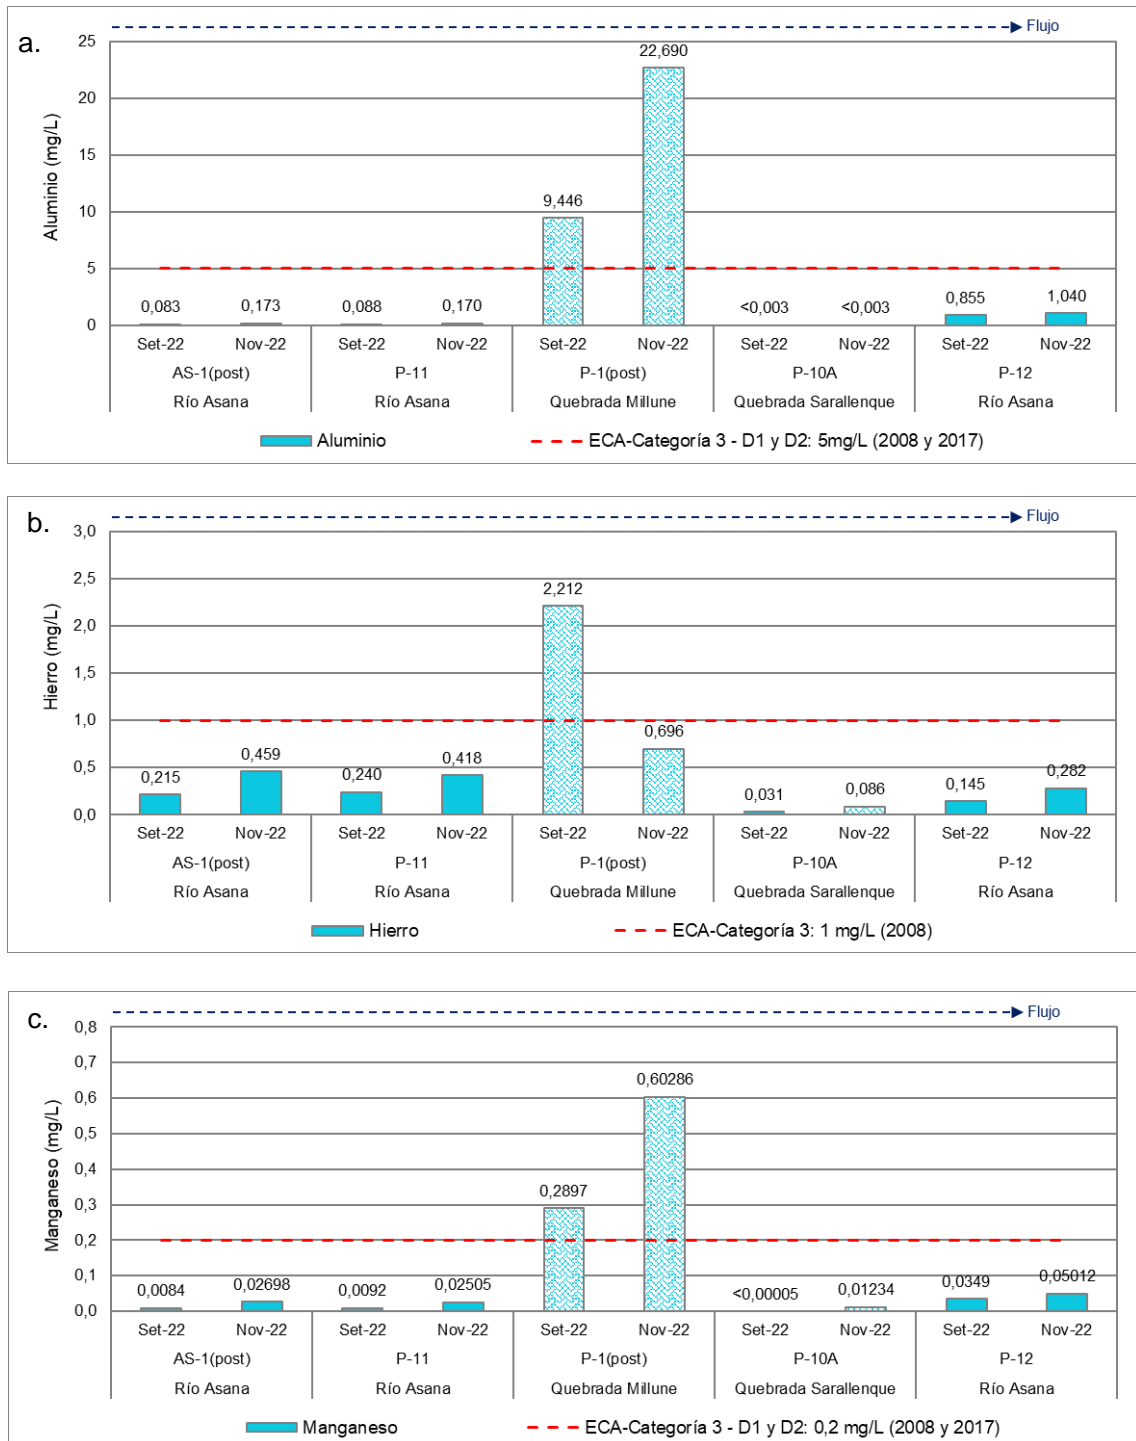 a.
Flujo
25
20
15
10
5
0
Aluminio (mg/L)
0,083
0,173
0,088
0,170
9,446
22,690
<0,003
<0,003
0,855
1,040
Set-22 Nov-22 Set-22 Nov-22 Set-22 Nov-22 Set-22 Nov-22 Set-22 Nov-22
AS-1(post) P-11 P-1(post) P-10A P-12
Río Asana Río Asana Quebrada Millune Quebrada Sarallenque Río Asana
Aluminio ECA-Categoría 3 - D1 y D2: 5mg/L (2008 y 2017)
b.
Flujo
3,0
2,5
2,0
1,5
1,0
0,5
0,0
Hierro (mg/L)
0,215
0,459
0,240
0,418
2,212
0,696
0,031
0,086
0,145
0,282
Set-22 Nov-22 Set-22 Nov-22 Set-22 Nov-22 Set-22 Nov-22 Set-22 Nov-22
AS-1(post) P-11 P-1(post) P-10A P-12
Río Asana Río Asana Quebrada Millune Quebrada Sarallenque Río Asana
Hierro ECA-Categoría 3: 1 mg/L (2008)
c.
Flujo
0,8
0,7
0,6
0,5
0,4
0,3
0,2
0,1
0,0
Manganeso (mg/L)
0,0084
0,02698
0,0092
0,02505
0,2897
0,60286
<0,00005
0,01234
0,0349
0,05012
Set-22 Nov-22 Set-22 Nov-22 Set-22 Nov-22 Set-22 Nov-22 Set-22 Nov-22
AS-1(post) P-11 P-1(post) P-10A P-12
Río Asana Río Asana Quebrada Millune Quebrada Sarallenque Río Asana
Manganeso ECA-Categoría 3 - D1 y D2: 0,2 mg/L (2008 y 2017)